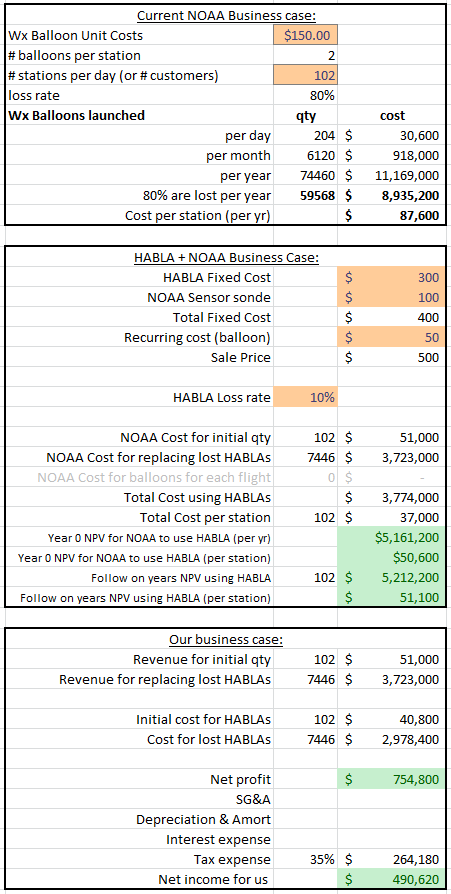 Current NOAA Business case:
Wx Balloon Unit Costs $150.00
# balloons per station 2
# stations per day (or # customers) 102
loss rate 80%
Wx Balloons launched qty cost
per day 204 $ 30,600
per month 6120 $ 918,000
per year 74460 $ 11,169,000
80% are lost per year 59568 $ 8,935,200
Cost per station (per yr) $ 87,600
HABLA + NOAA Business Case:
HABLA Fixed Cost $ 300
NOAA Sensor sonde $ 100
Total Fixed Cost $ 400
Recurring cost (balloon) $ 50
Sale Price $ 500
HABLA Loss rate 10%
NOAA Cost for initial qty 102 $ 51,000
NOAA Cost for replacing lost HABLAs 7446 $ 3,723,000
NOAA Cost for balloons for each flight 0 $ -
Total Cost using HABLAs $ 3,774,000
Total Cost per station 102 $ 37,000
Year 0 NPV for NOAA to use HABLA (per yr) $5,161,200
Year 0 NPV for NOAA to use HABLA (per station) $50,600
Follow on years NPV using HABLA 102 $ 5,212,200
Follow on years NPV using HABLA (per station) $ 51,100
Our business case:
Revenue for initial qty 102 $ 51,000
Revenue for replacing lost HABLAs 7446 $ 3,723,000
Initial cost for HABLAs 102 $ 40,800
Cost for lost HABLAs 7446 $ 2,978,400
Net profit $ 754,800
SG&A
Depreciation & Amort
Interest expense
Tax expense 35% $ 264,180
Net income for us $ 490,620